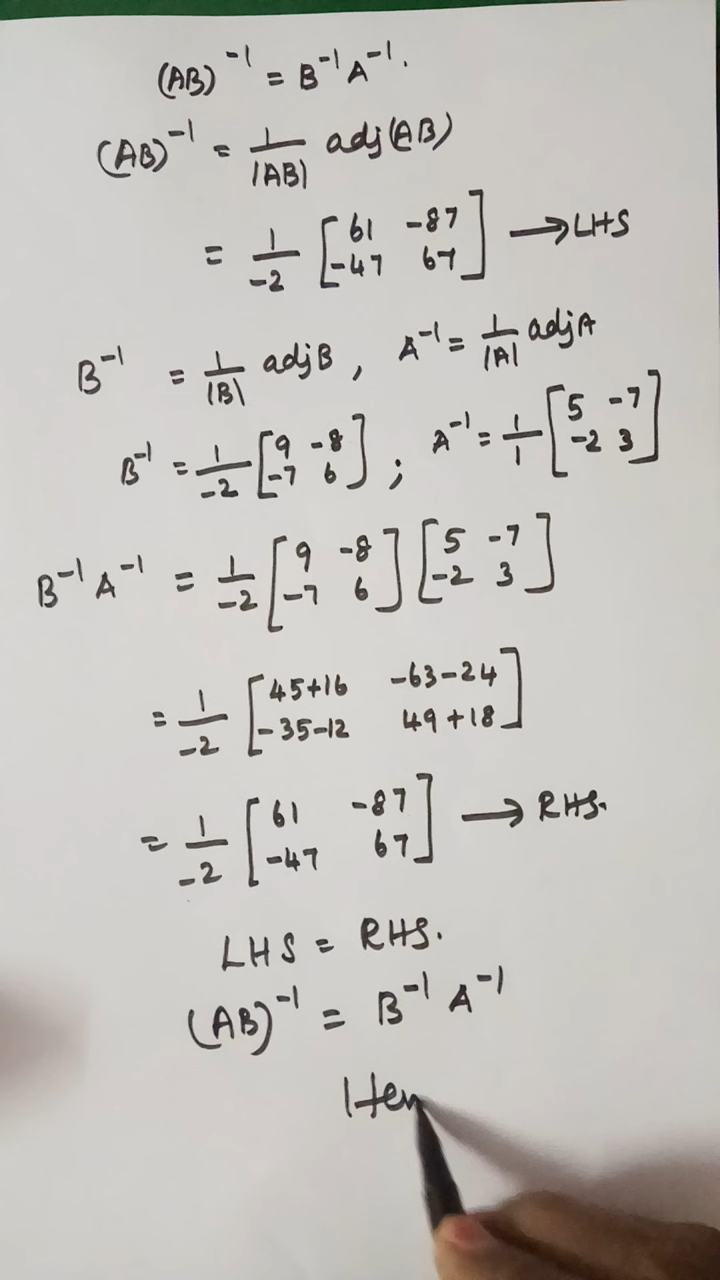 (AB)⁻¹ = B⁻¹A⁻¹.
(AB)⁻¹ = 1/|AB| adj(AB)
= 1/-2 [61 -87; -47 67] → LHS
B⁻¹ = 1/|B| adjB , A⁻¹ = 1/|A| adjA
B⁻¹ = 1/-2 [9 -8; -7 6] ; A⁻¹ = 1/1 [5 -7; -2 3]
B⁻¹A⁻¹ = 1/-2 [9 -8; -7 6] [5 -7; -2 3]
= 1/-2 [45+16 -63-24; -35-12 49+18]
= 1/-2 [61 -87; -47 67] → RHS.
LHS = RHS.
(AB)⁻¹ = B⁻¹ A⁻¹
Hen